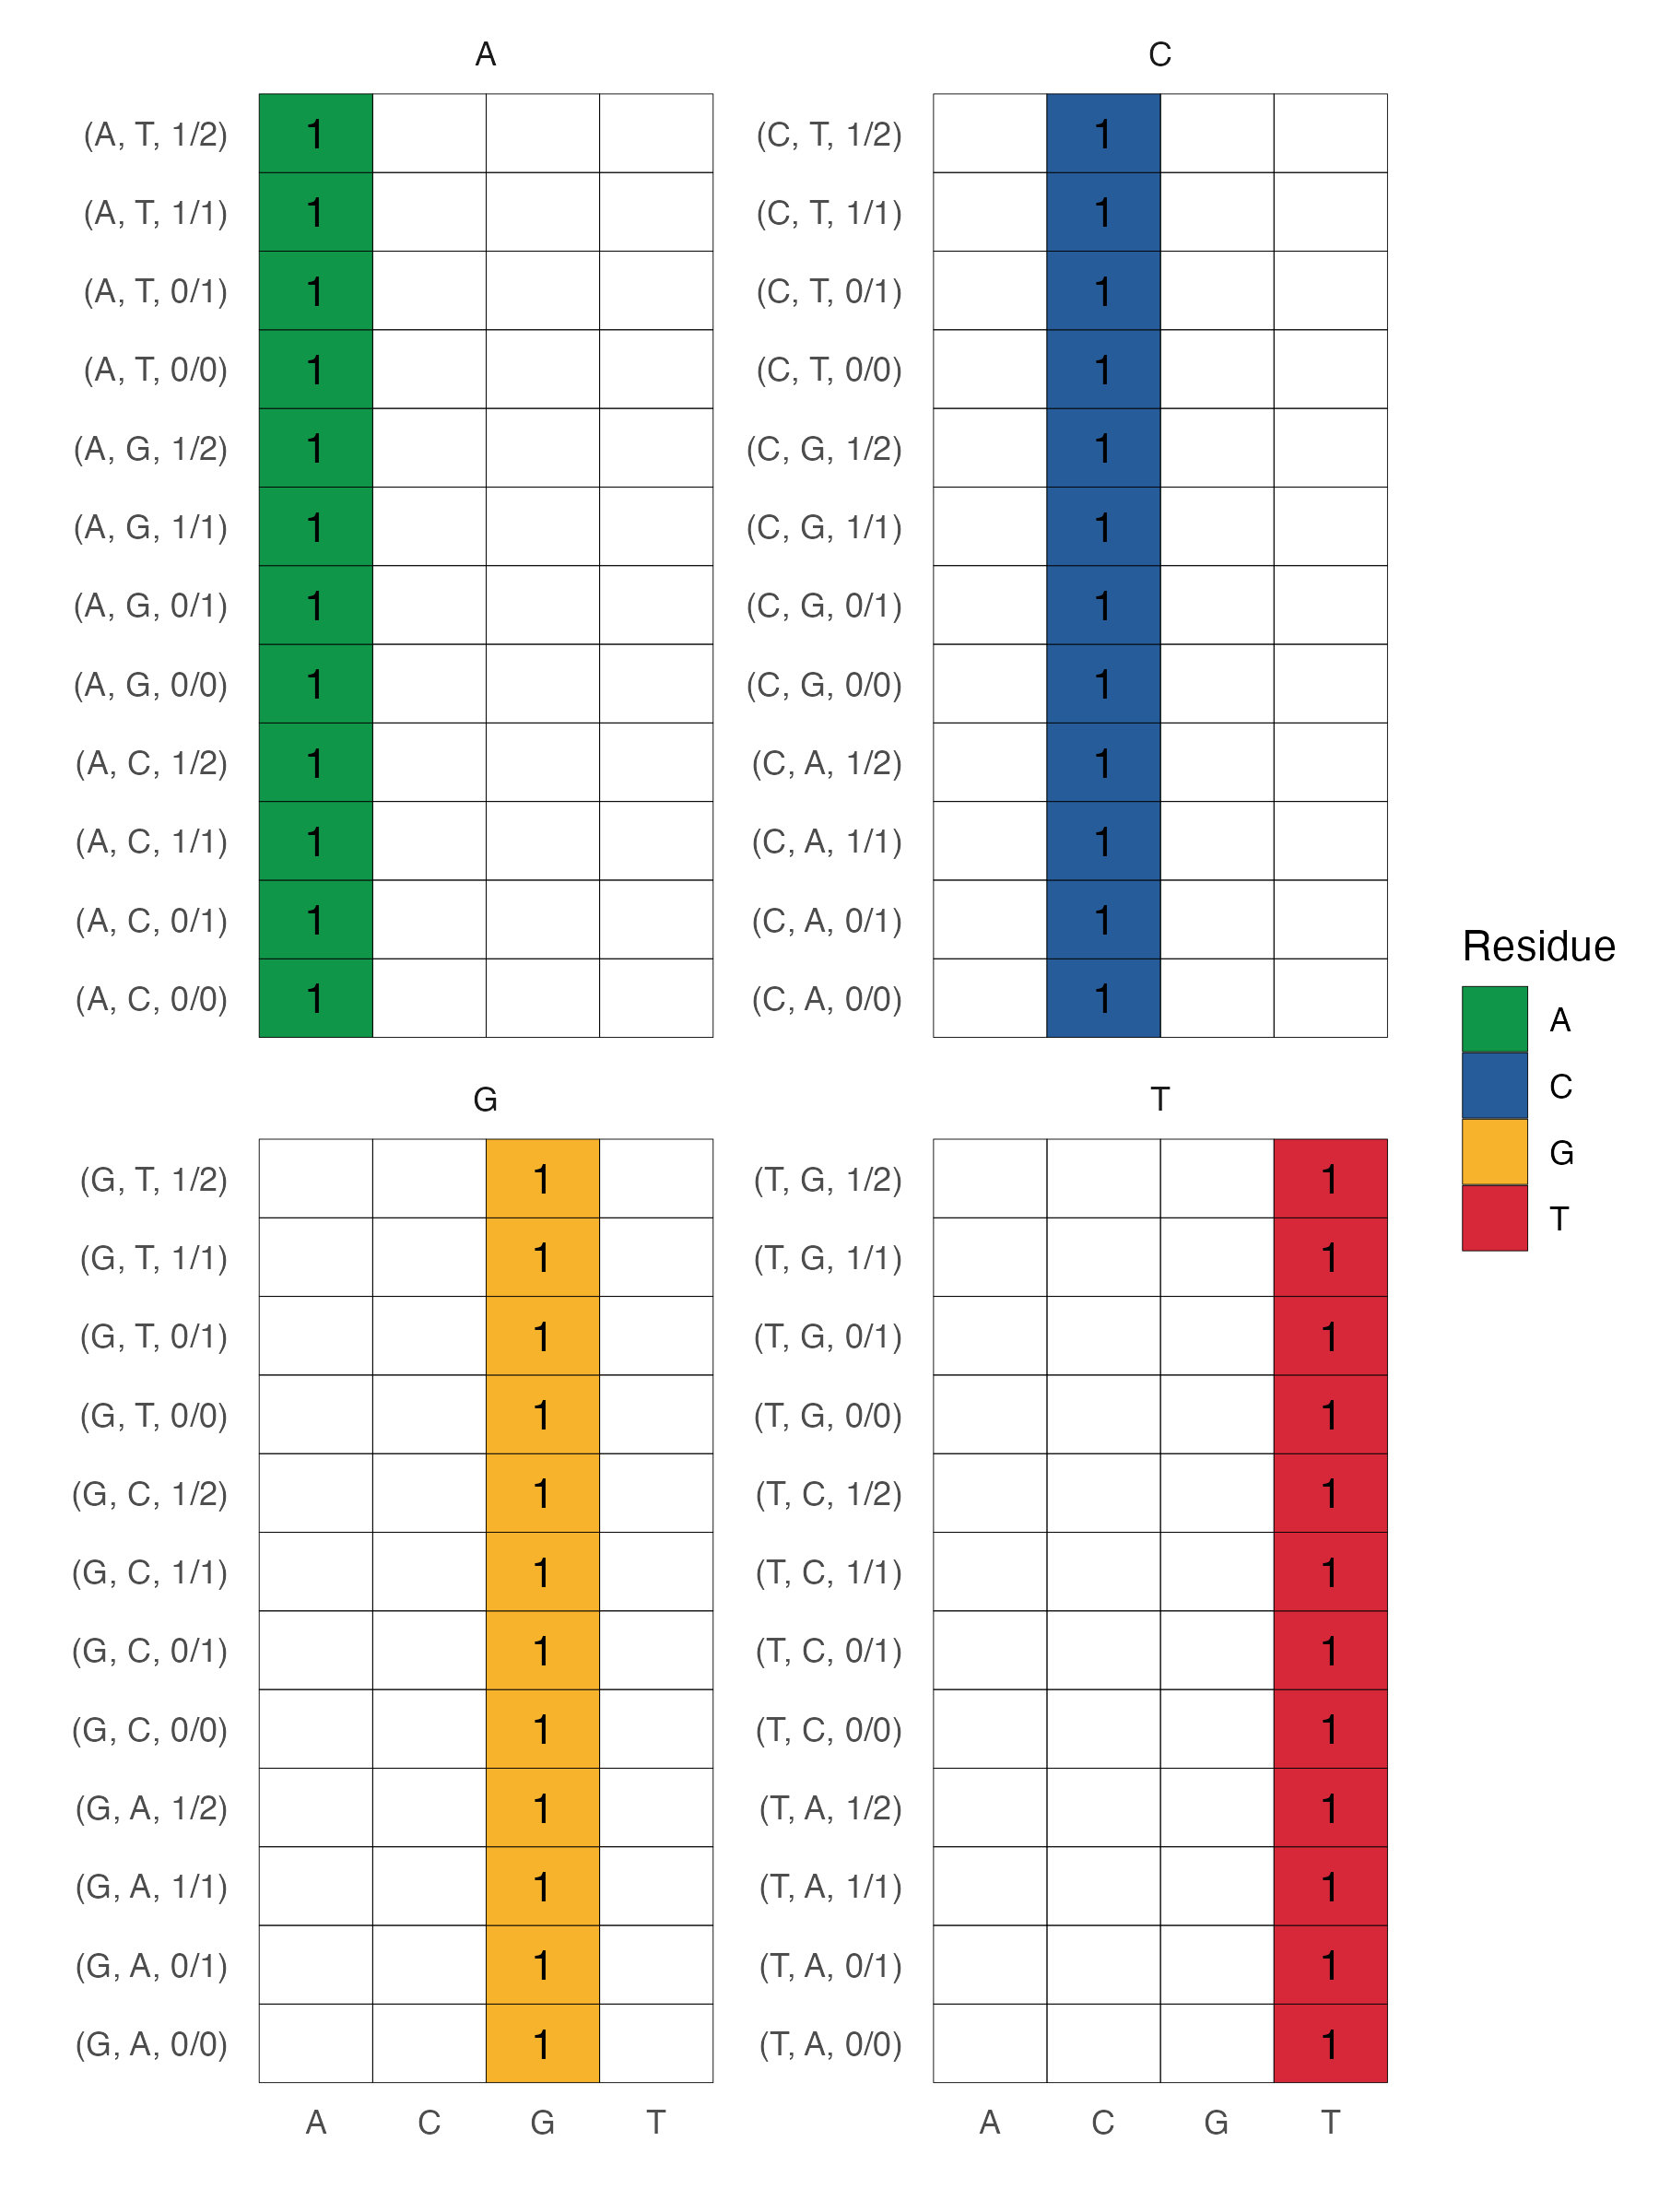 A
(A, T, 1/2) 1
(A, T, 1/1) 1
(A, T, 0/1) 1
(A, T, 0/0) 1
(A, G, 1/2) 1
(A, G, 1/1) 1
(A, G, 0/1) 1
(A, G, 0/0) 1
(A, C, 1/2) 1
(A, C, 1/1) 1
(A, C, 0/1) 1
(A, C, 0/0) 1
C
(C, T, 1/2) 1
(C, T, 1/1) 1
(C, T, 0/1) 1
(C, T, 0/0) 1
(C, G, 1/2) 1
(C, G, 1/1) 1
(C, G, 0/1) 1
(C, G, 0/0) 1
(C, A, 1/2) 1
(C, A, 1/1) 1
(C, A, 0/1) 1
(C, A, 0/0) 1
G
(G, T, 1/2) 1
(G, T, 1/1) 1
(G, T, 0/1) 1
(G, T, 0/0) 1
(G, C, 1/2) 1
(G, C, 1/1) 1
(G, C, 0/1) 1
(G, C, 0/0) 1
(G, A, 1/2) 1
(G, A, 1/1) 1
(G, A, 0/1) 1
(G, A, 0/0) 1
A C G T
T
(T, G, 1/2) 1
(T, G, 1/1) 1
(T, G, 0/1) 1
(T, G, 0/0) 1
(T, C, 1/2) 1
(T, C, 1/1) 1
(T, C, 0/1) 1
(T, C, 0/0) 1
(T, A, 1/2) 1
(T, A, 1/1) 1
(T, A, 0/1) 1
(T, A, 0/0) 1
A C G T
Residue
A
C
G
T